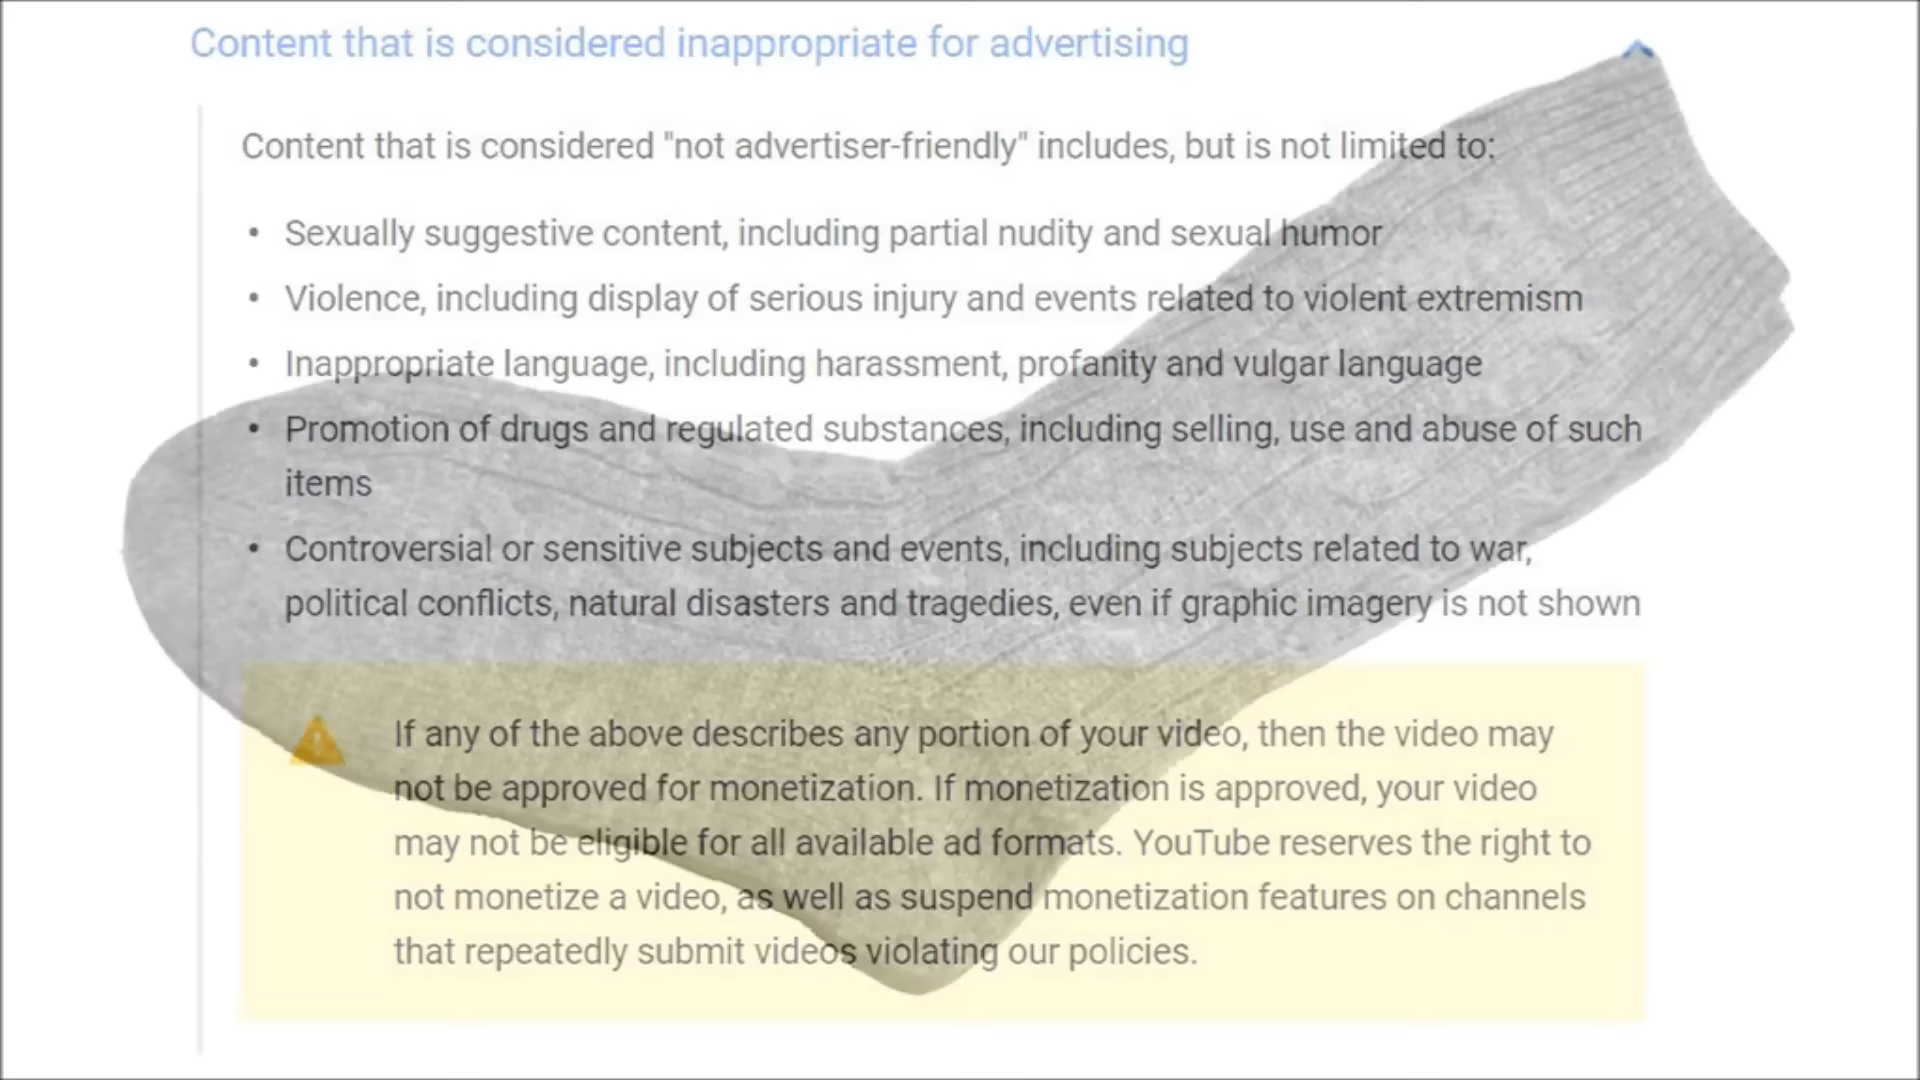 Content that is considered inappropriate for advertising
Content that is considered "not advertiser-friendly" includes, but is not limited to:
• Sexually suggestive content, including partial nudity and sexual humor
• Violence, including display of serious injury and events related to violent extremism
• Inappropriate language, including harassment, profanity and vulgar language
• Promotion of drugs and regulated substances, including selling, use and abuse of such
items
• Controversial or sensitive subjects and events, including subjects related to war,
political conflicts, natural disasters and tragedies, even if graphic imagery is not shown
If any of the above describes any portion of your video, then the video may
not be approved for monetization. If monetization is approved, your video
may not be eligible for all available ad formats. YouTube reserves the right to
not monetize a video, as well as suspend monetization features on channels
that repeatedly submit videos violating our policies.